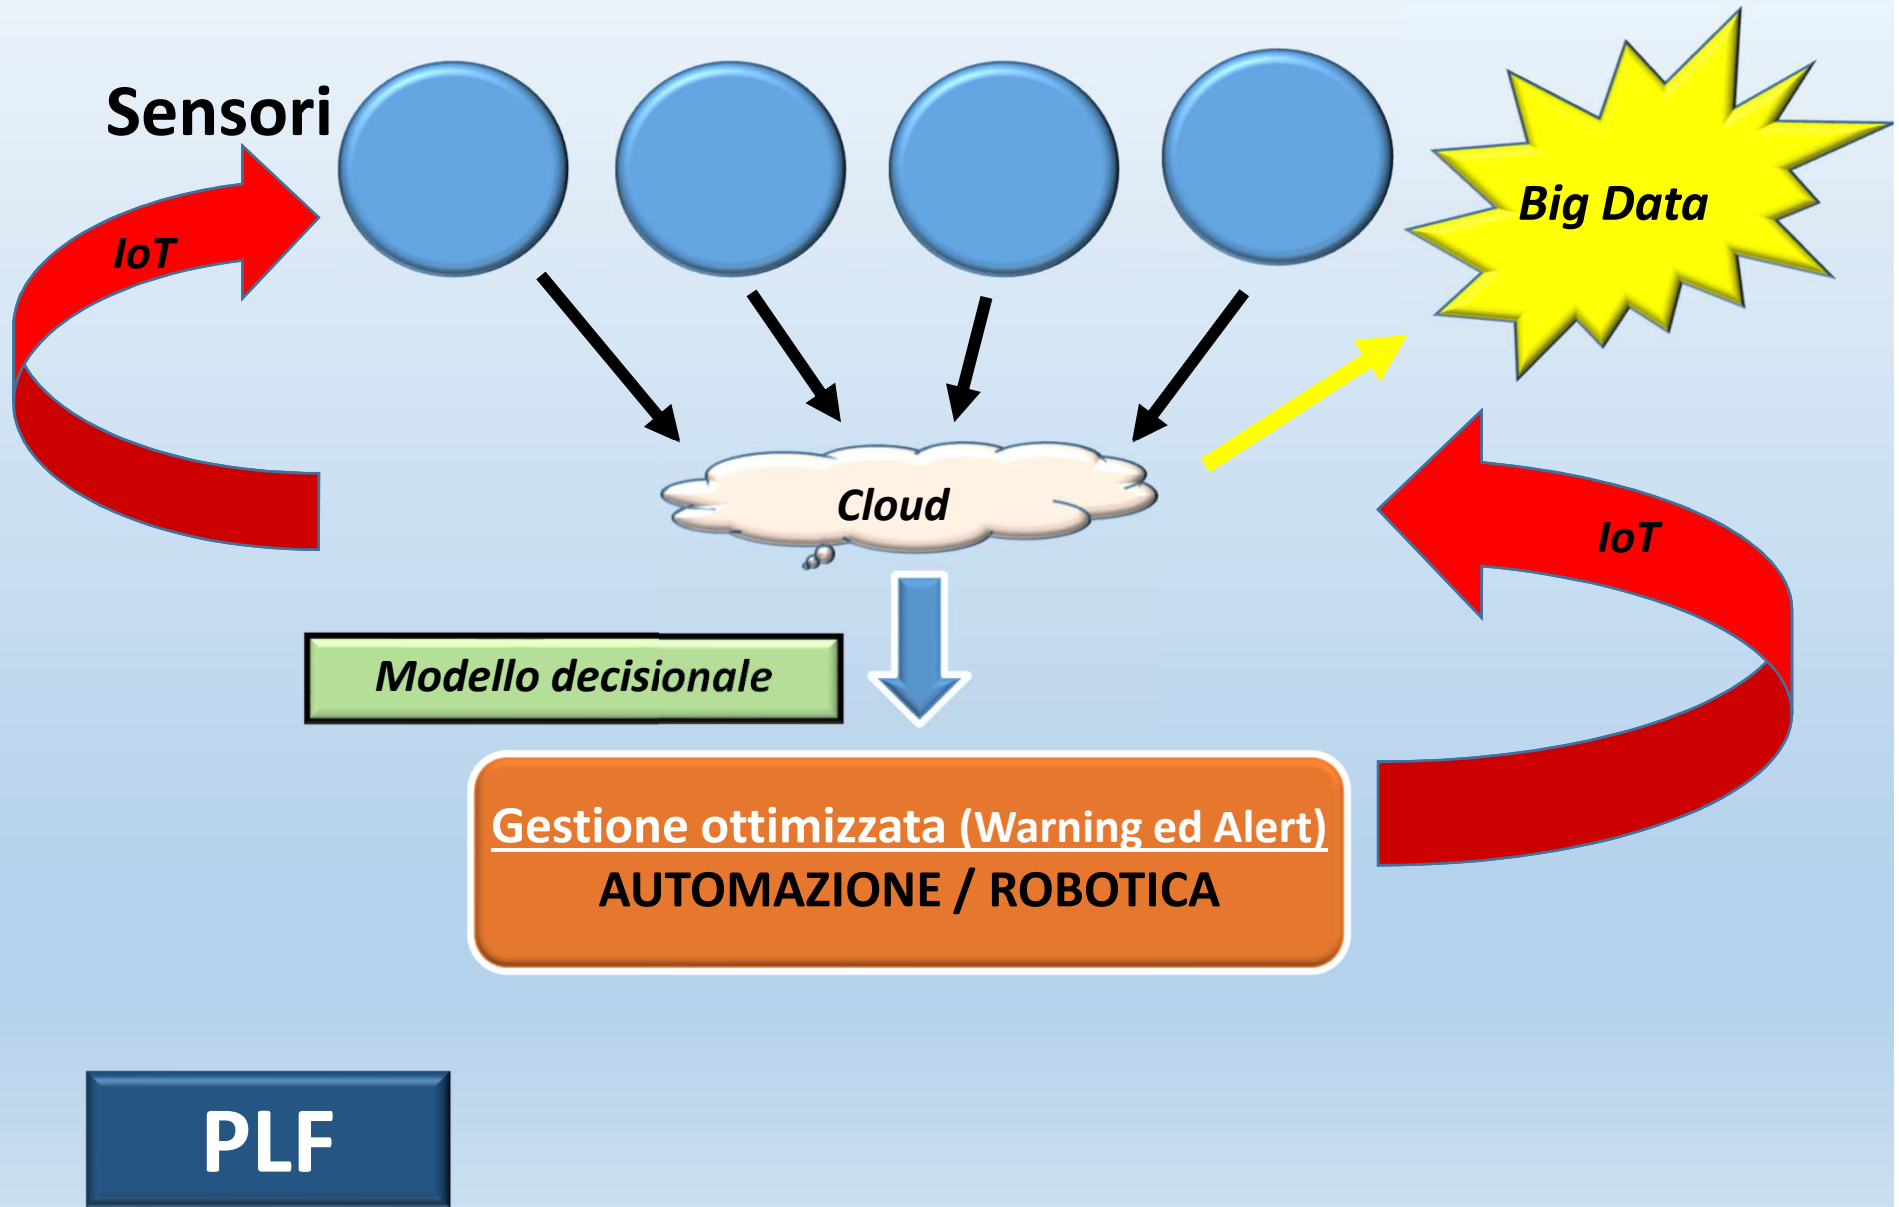 Sensori
Big Data
IoT
Cloud
IoT
Modello decisionale
Gestione ottimizzata (Warning ed Alert)
AUTOMAZIONE / ROBOTICA
PLF